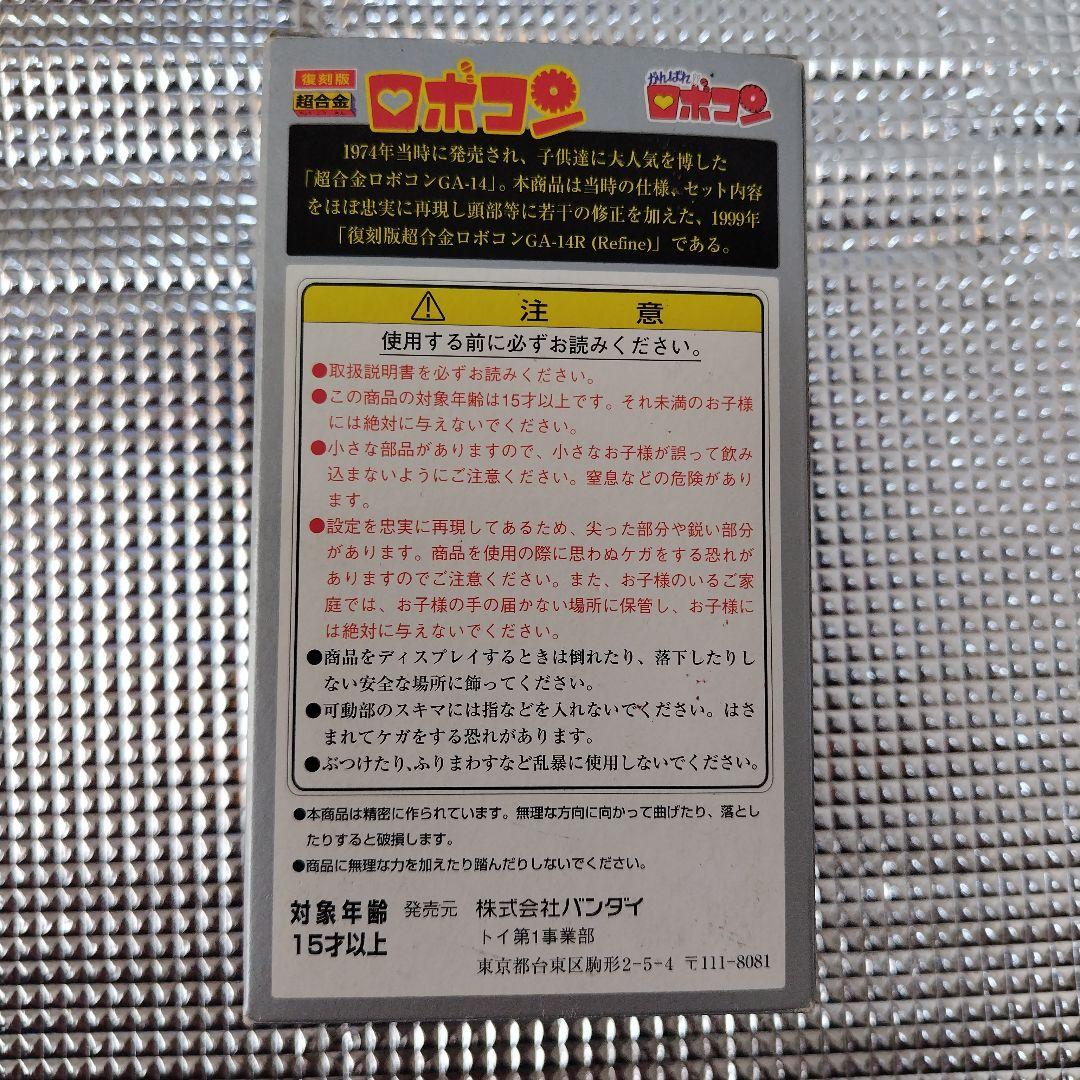 復刻版
超合金
ロボコン
がんばれ!!
ロボコン
1974年当時に発売され、子供達に大人気を博した
「超合金ロボコンGA-14」。本商品は当時の仕様、セット内容
をほぼ忠実に再現し頭部等に若干の修正を加えた、1999年
「復刻版超合金ロボコンGA-14R (Refine)」である。
⚠ 注意
使用する前に必ずお読みください。
●取扱説明書を必ずお読みください。
●この商品の対象年齢は15才以上です。それ未満のお子様
には絶対に与えないでください。
●小さな部品がありますので、小さなお子様が誤って飲み
込まないようにご注意ください。窒息などの危険があり
ます。
●設定を忠実に再現してあるため、尖った部分や鋭い部分
があります。商品を使用の際に思わぬケガをする恐れが
ありますのでご注意ください。また、お子様のいるご家
庭では、お子様の手の届かない場所に保管し、お子様に
は絶対に与えないでください。
●商品をディスプレイするときは倒れたり、落下したりし
ない安全な場所に飾ってください。
●可動部のスキマには指などを入れないでください。はさ
まれてケガをする恐れがあります。
●ぶつけたり、ふりまわすなど乱暴に使用しないでください。
●本商品は精密に作られています。無理な方向に向かって曲げたり、落とし
たりすると破損します。
●商品に無理な力を加えたり踏んだりしないでください。
対象年齢
15才以上
発売元 株式会社バンダイ
トイ第1事業部
東京都台東区駒形2-5-4 〒111-8081